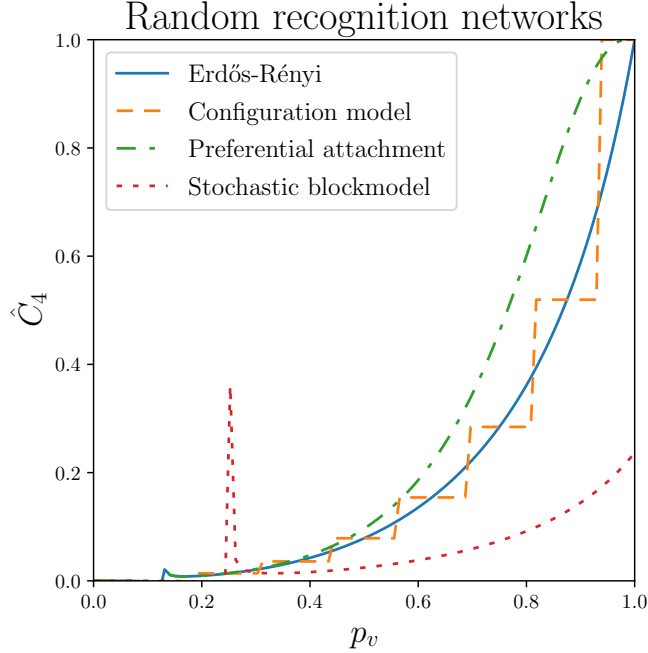 Random recognition networks
1.0
0.8
0.6
0.4
0.2
0.0
Ĉ₄
Erdős-Rényi
Configuration model
Preferential attachment
Stochastic blockmodel
0.0 0.2 0.4 0.6 0.8 1.0
pᵥ